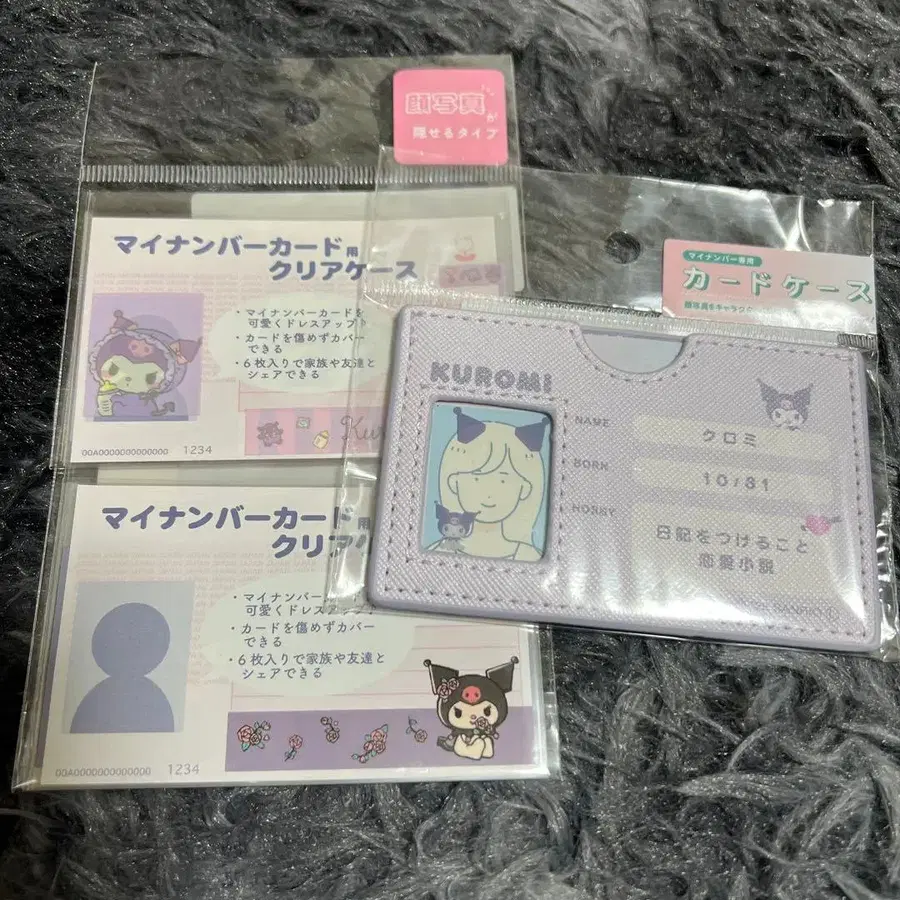 顔写真が
隠せるタイプ
マイナンバーカード用
クリアケース
・マイナンバーカードを
可愛くドレスアップ♪
・カードを傷めずカバー
できる
・6枚入りで家族や友達と
シェアできる
00A0000000000000 1234
マイナンバーカード用
クリア
・マイナンバー
可愛くドレスアップ
・カードを傷めずカバー
できる
・6枚入りで家族や友達と
シェアできる
00A0000000000000 1234
マイナンバー専用
カードケース
顔写真をキャラク
KUROMI
NAME
クロミ
BORN
10/31
HOBBY
日記をつけること
恋愛小説